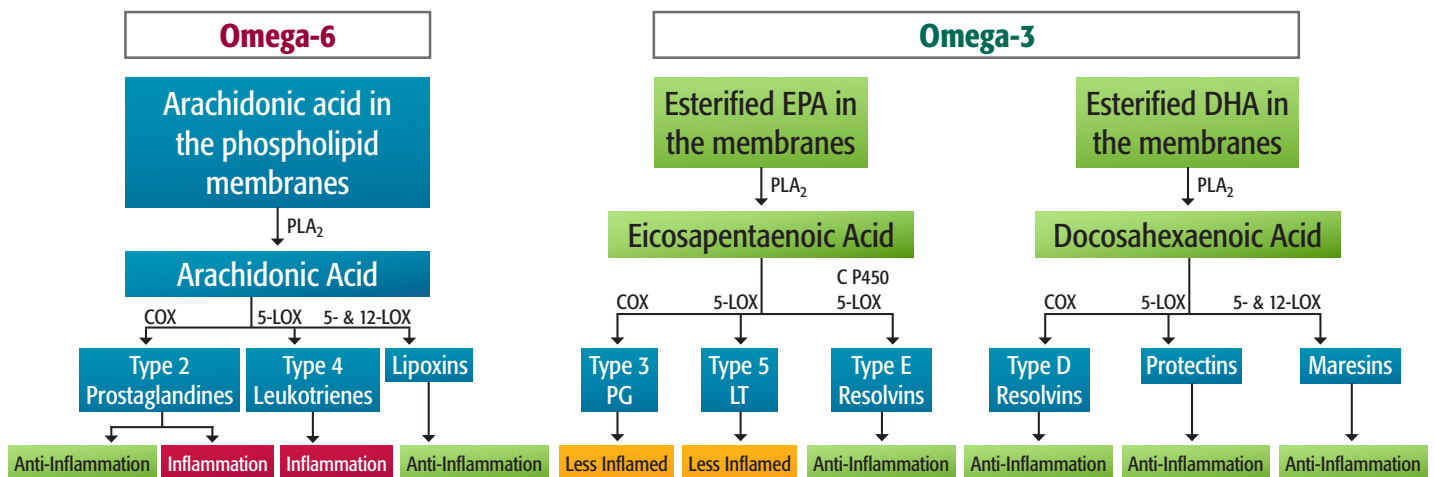 Omega-6
Omega-3
Arachidonic acid in
the phospholipid
membranes
Esterified EPA in
the membranes
Esterified DHA in
the membranes
PLA₂
PLA₂
PLA₂
Arachidonic Acid
Eicosapentaenoic Acid
Docosahexaenoic Acid
COX
5-LOX
5- & 12-LOX
COX
5-LOX
C P450
5-LOX
COX
5-LOX
5- & 12-LOX
Type 2
Prostaglandines
Type 4
Leukotrienes
Lipoxins
Type 3
PG
Type 5
LT
Type E
Resolvins
Type D
Resolvins
Protectins
Maresins
Anti-Inflammation
Inflammation
Inflammation
Anti-Inflammation
Less Inflamed
Less Inflamed
Anti-Inflammation
Anti-Inflammation
Anti-Inflammation
Anti-Inflammation